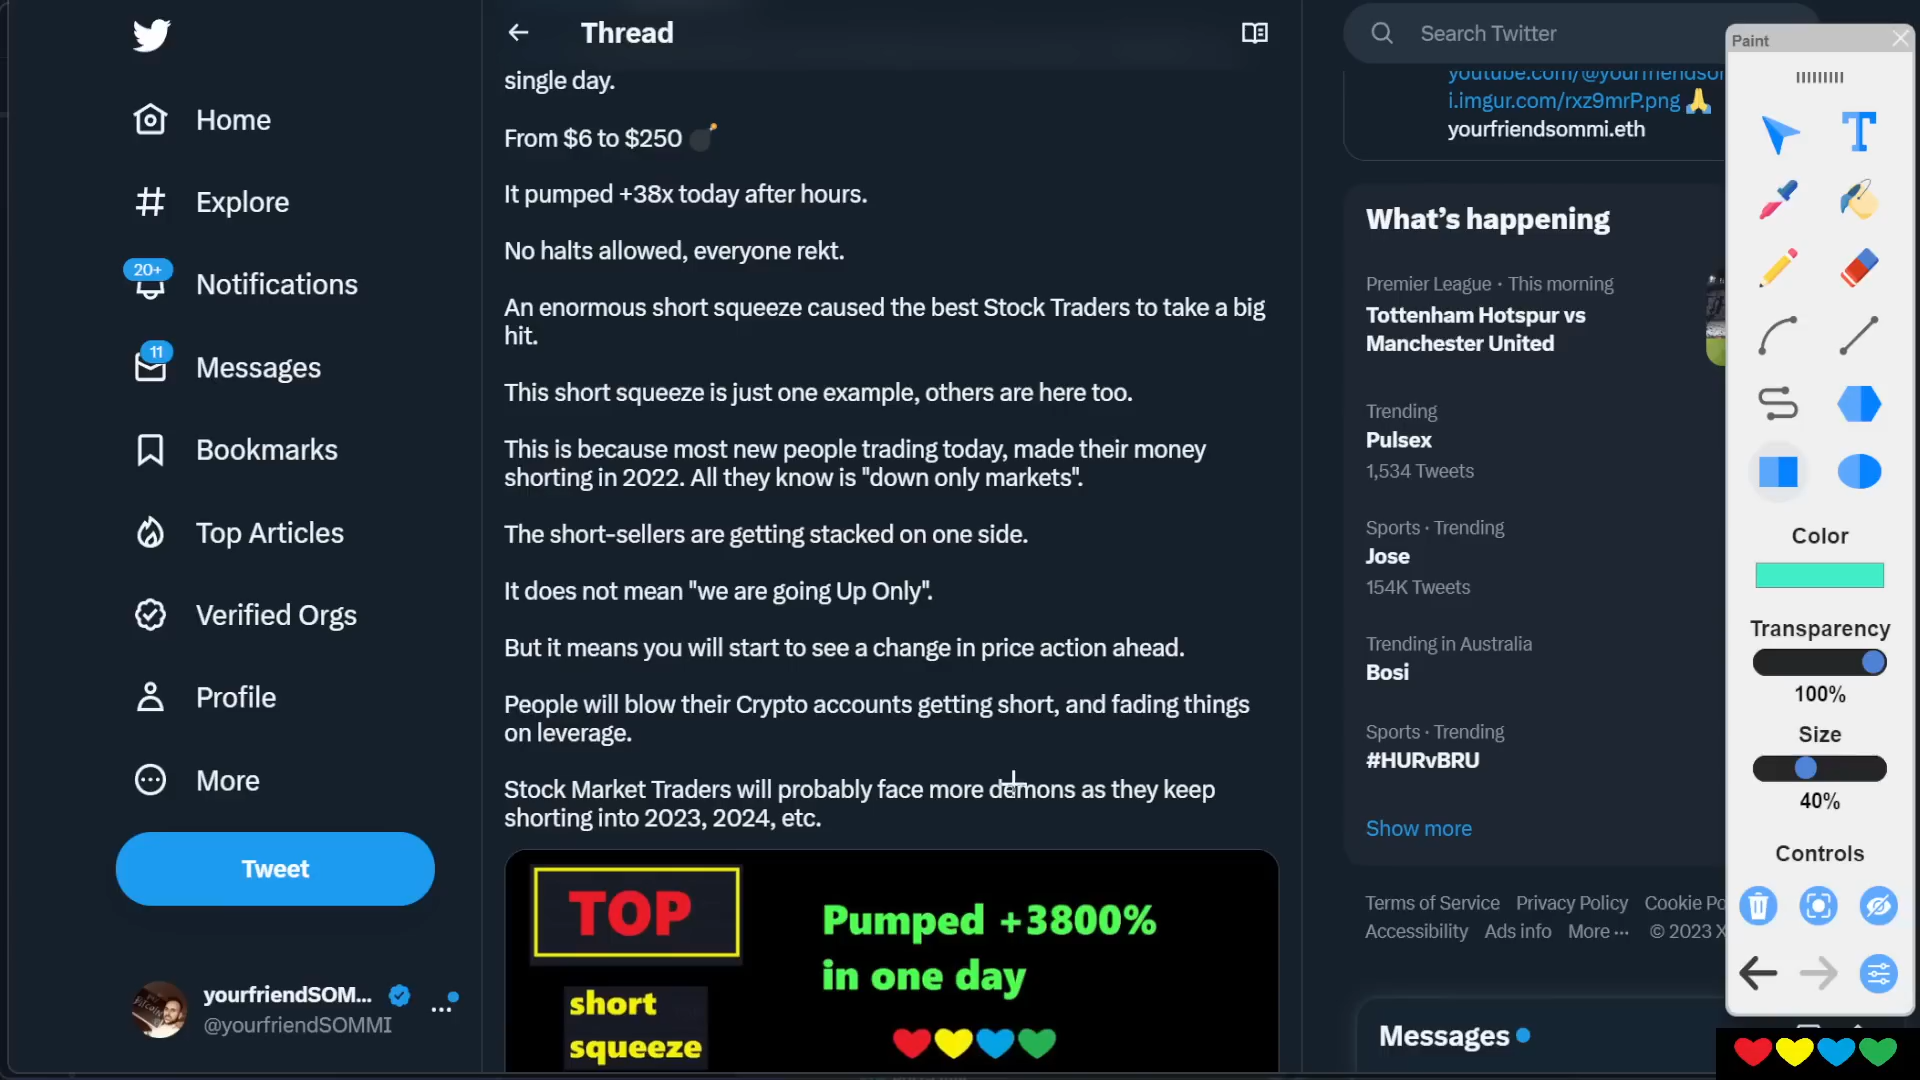 Home
Explore
20+
Notifications
11
Messages
Bookmarks
Top Articles
Verified Orgs
Profile
More
Tweet
yourfriendSOM...
@yourfriendSOMMI
Thread
single day.
From $6 to $250
It pumped +38x today after hours.
No halts allowed, everyone rekt.
An enormous short squeeze caused the best Stock Traders to take a big
hit.
This short squeeze is just one example, others are here too.
This is because most new people trading today, made their money
shorting in 2022. All they know is "down only markets".
The short-sellers are getting stacked on one side.
It does not mean "we are going Up Only".
But it means you will start to see a change in price action ahead.
People will blow their Crypto accounts getting short, and fading things
on leverage.
Stock Market Traders will probably face more demons as they keep
shorting into 2023, 2024, etc.
TOP
short
squeeze
Pumped +3800%
in one day
Search Twitter
youtube.com/@yourfriendsor
i.imgur.com/rxz9mrP.png
yourfriendsommi.eth
What's happening
Premier League · This morning
Tottenham Hotspur vs
Manchester United
Trending
Pulsex
1,534 Tweets
Sports · Trending
Jose
154K Tweets
Trending in Australia
Bosi
Sports · Trending
#HURvBRU
Show more
Terms of Service Privacy Policy Cookie Po
Accessibility Ads info More ··· © 2023 X
Messages
Paint
Color
Transparency
100%
Size
40%
Controls